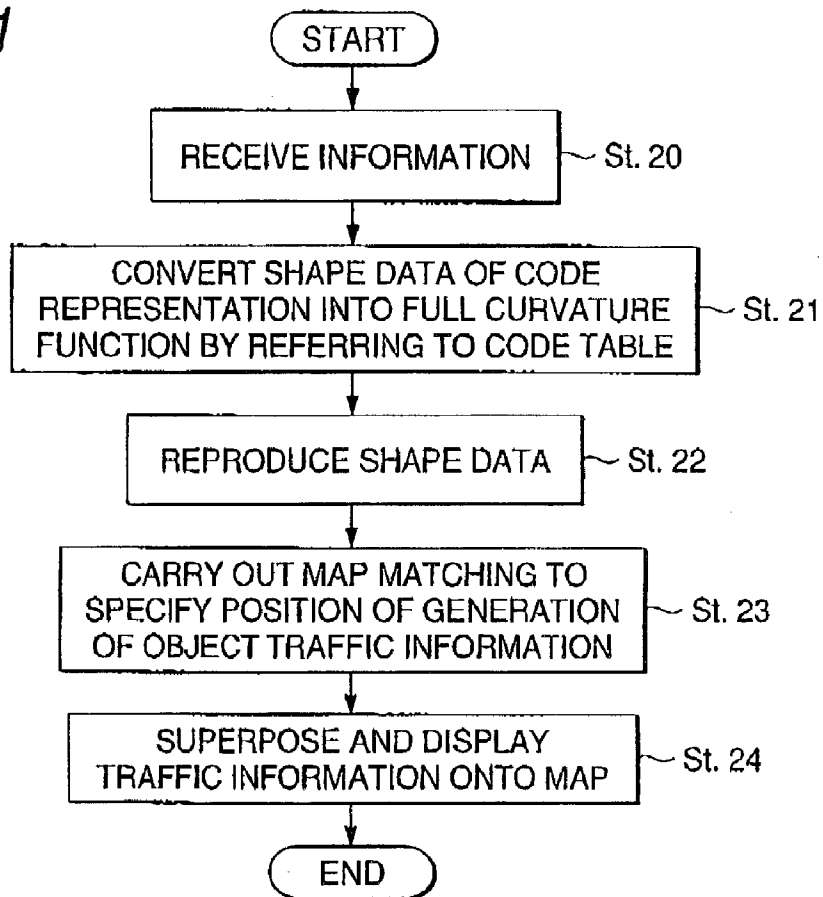 START
RECEIVE INFORMATION
St. 20
CONVERT SHAPE DATA OF CODE
REPRESENTATION INTO FULL CURVATURE
FUNCTION BY REFERRING TO CODE TABLE
St. 21
REPRODUCE SHAPE DATA
St. 22
CARRY OUT MAP MATCHING TO
SPECIFY POSITION OF GENERATION
OF OBJECT TRAFFIC INFORMATION
St. 23
SUPERPOSE AND DISPLAY
TRAFFIC INFORMATION ONTO MAP
St. 24
END